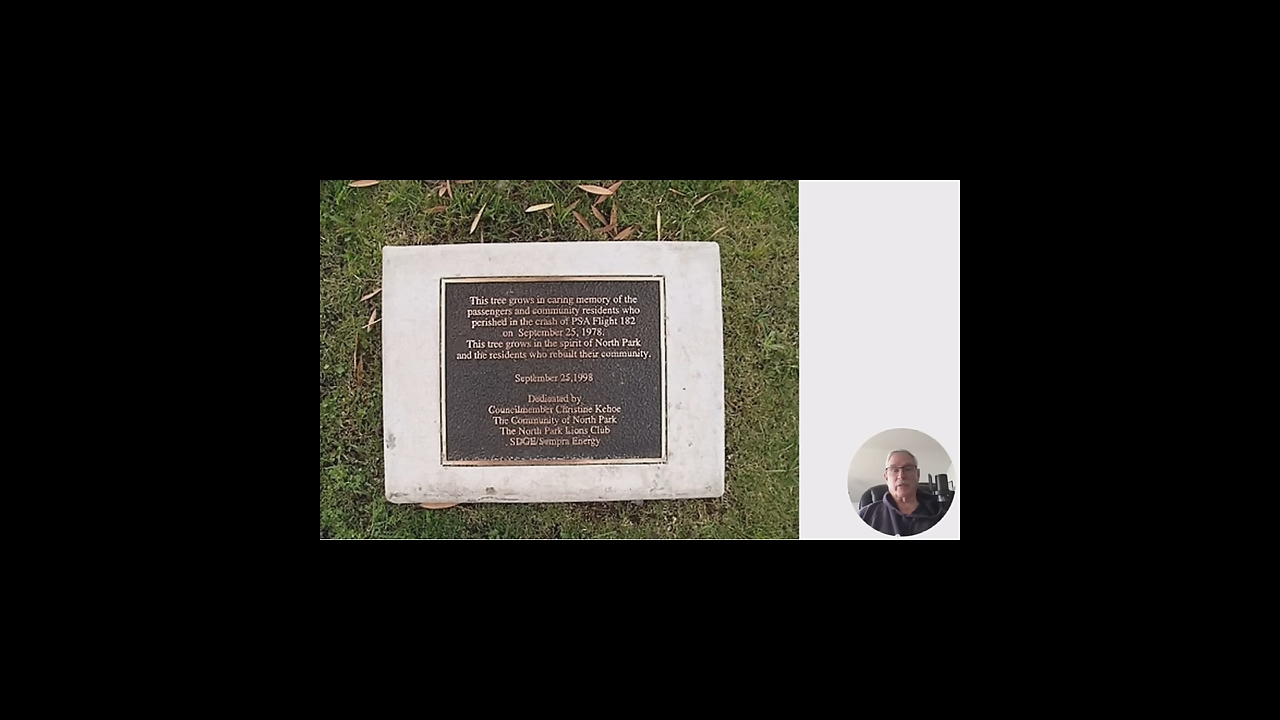 This tree grows in caring memory of the
passengers and community residents who
perished in the crash of PSA Flight 182
on September 25, 1978.
This tree grows in the spirit of North Park
and the residents who rebuilt their community.
September 25,1998
Dedicated by
Councilmember Christine Kehoe
The Community of North Park
The North Park Lions Club
SDGE/Sempra Energy